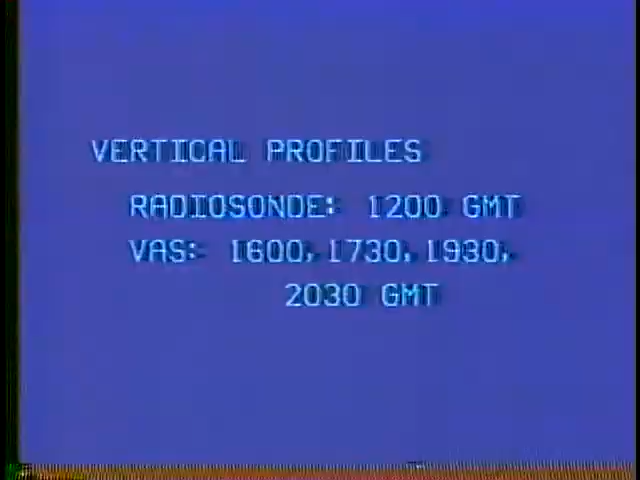 VERTICAL PROFILES
RADIOSONDE: 1200 GMT
VAS: 1600, 1730, 1930,
2030 GMT